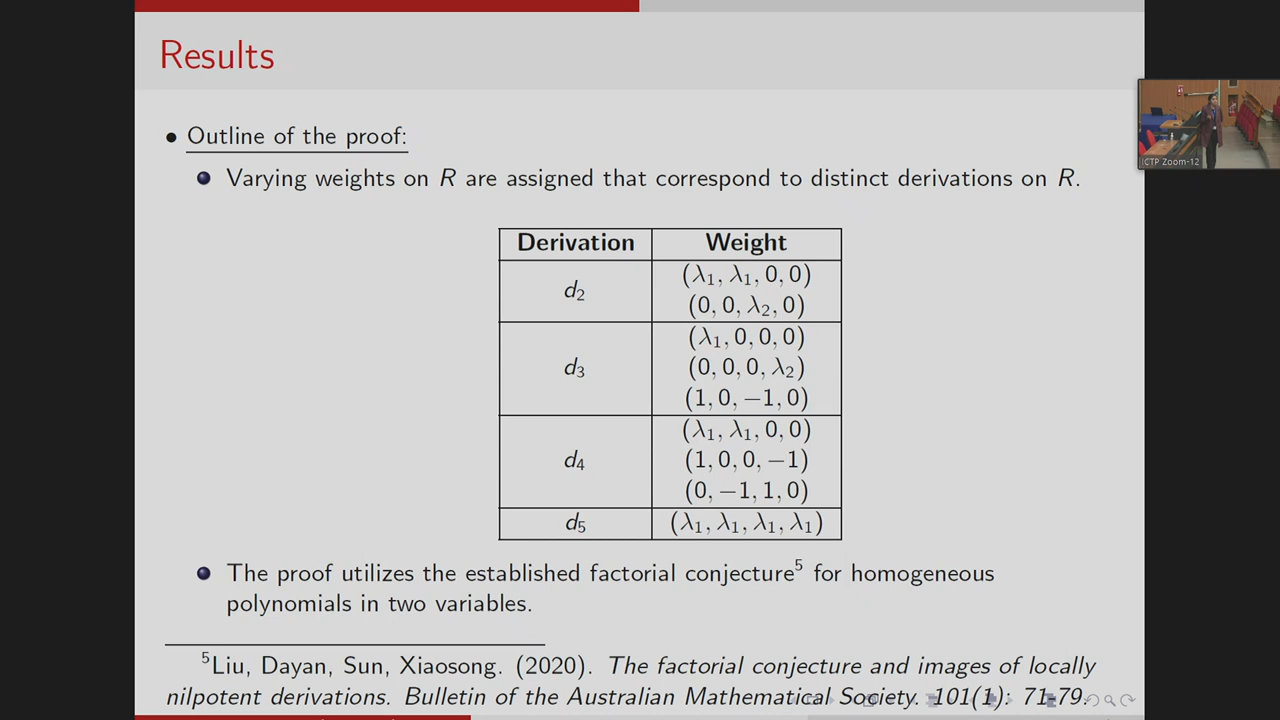 Results
• Outline of the proof:
Varying weights on R are assigned that correspond to distinct derivations on R.
Derivation Weight
d₂ (λ₁, λ₁, 0, 0)
(0, 0, λ₂, 0)
d₃ (λ₁, 0, 0, 0)
(0, 0, 0, λ₂)
(1, 0, −1, 0)
d₄ (λ₁, λ₁, 0, 0)
(1, 0, 0, −1)
(0, −1, 1, 0)
d₅ (λ₁, λ₁, λ₁, λ₁)
The proof utilizes the established factorial conjecture⁵ for homogeneous
polynomials in two variables.
⁵Liu, Dayan, Sun, Xiaosong. (2020). The factorial conjecture and images of locally
nilpotent derivations. Bulletin of the Australian Mathematical Society. 101(1): 71-79.
ICTP Zoom-12